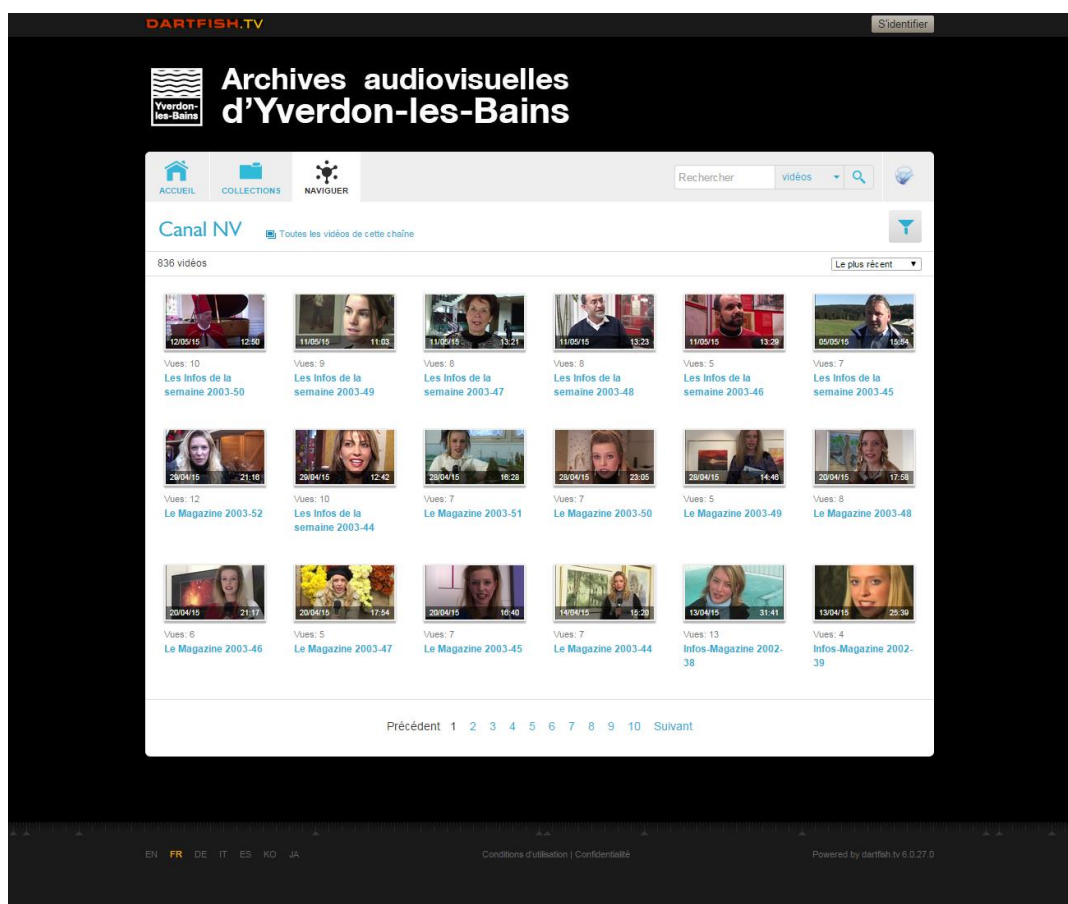 DARTFISH.TV
S'identifier
Yverdon-
les-Bains
Archives audiovisuelles
d'Yverdon-les-Bains
ACCUEIL
COLLECTIONS
NAVIGUER
Rechercher
vidéos
Canal NV
Toutes les vidéos de cette chaîne
836 vidéos
Le plus récent
12/05/15 12:50
11/05/15 11:03
11/05/15 13:21
11/05/15 13:23
11/05/15 13:29
05/05/15 15:54
Vues: 10
Vues: 9
Vues: 8
Vues: 8
Vues: 5
Vues: 7
Les Infos de la
semaine 2003-50
Les Infos de la
semaine 2003-49
Les Infos de la
semaine 2003-47
Les Infos de la
semaine 2003-48
Les Infos de la
semaine 2003-46
Les Infos de la
semaine 2003-45
29/04/15 21:16
29/04/15 12:42
28/04/15 16:28
28/04/15 23:05
28/04/15 14:46
20/04/15 17:58
Vues: 12
Vues: 10
Vues: 7
Vues: 7
Vues: 5
Vues: 8
Le Magazine 2003-52
Les Infos de la
semaine 2003-44
Le Magazine 2003-51
Le Magazine 2003-50
Le Magazine 2003-49
Le Magazine 2003-48
20/04/15 21:17
20/04/15 17:54
20/04/15 16:40
14/04/15 15:20
13/04/15 31:41
13/04/15 25:39
Vues: 6
Vues: 5
Vues: 7
Vues: 7
Vues: 13
Vues: 4
Le Magazine 2003-46
Le Magazine 2003-47
Le Magazine 2003-45
Le Magazine 2003-44
Infos-Magazine 2002-
38
Infos-Magazine 2002-
39
Précédent 1 2 3 4 5 6 7 8 9 10 Suivant
EN FR DE IT ES KO JA
Conditions d'utilisation | Confidentialité
Powered by dartfish.tv 6.0.27.0